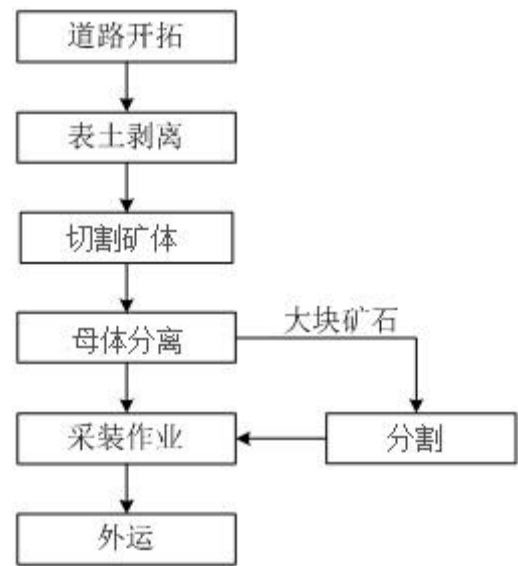 道路开拓
表土剥离
切割矿体
母体分离
大块矿石
采装作业
分割
外运